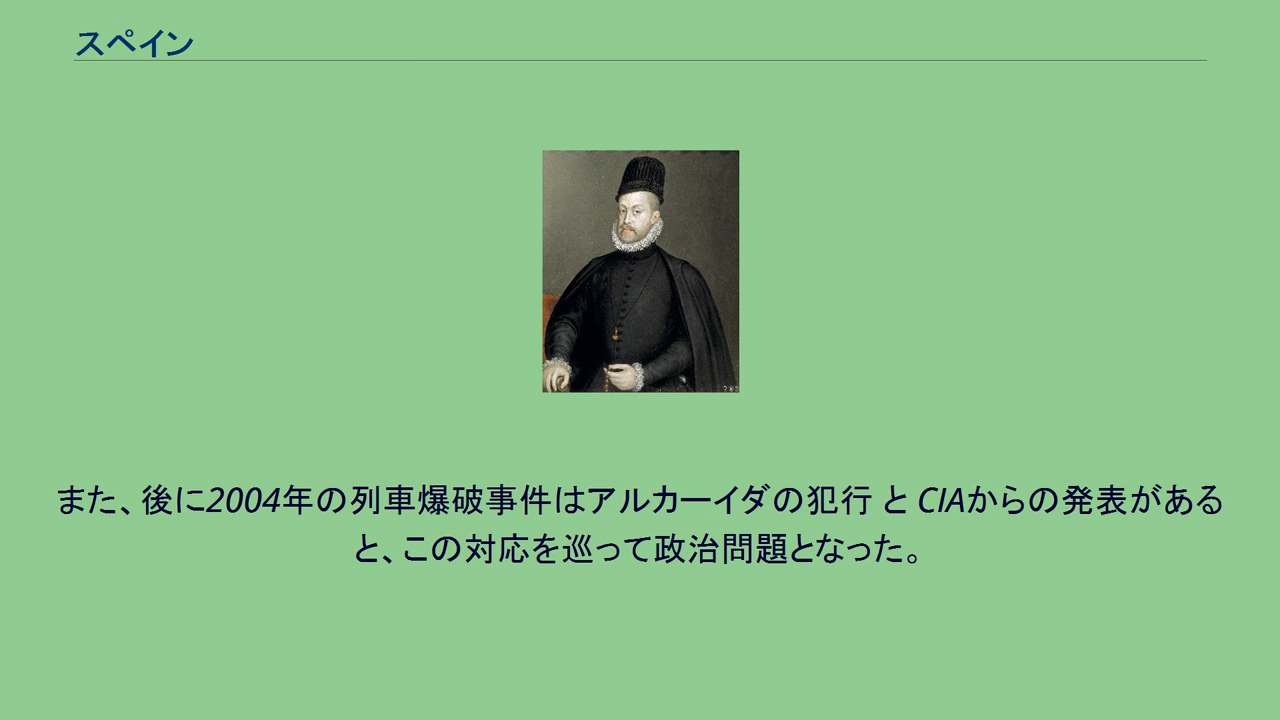 スペイン
また、後に2004年の列車爆破事件はアルカーイダの犯行 と CIAからの発表がある
と、この対応を巡って政治問題となった。